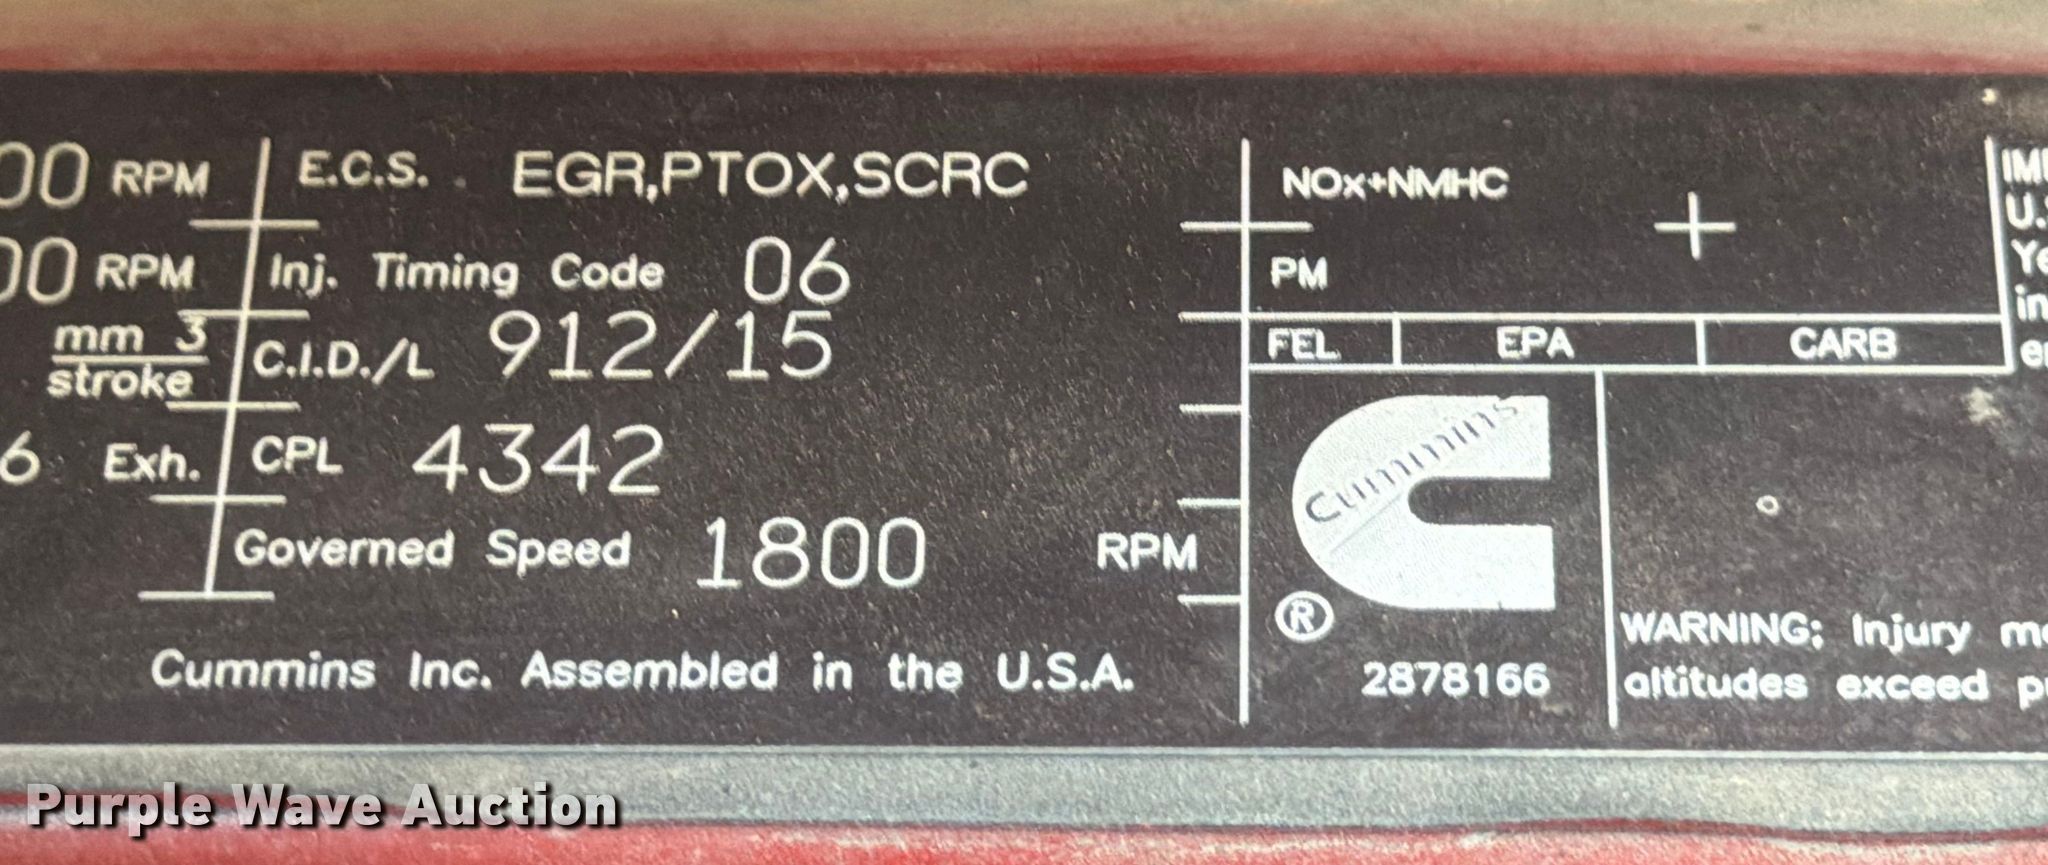 00 RPM E.C.S. EGR,PTOX,SCRC NOx+NMHC
00 RPM Inj. Timing Code 06 PM
mm 3
stroke
C.I.D./L 912/15 FEL EPA CARB
6 Exh. CPL 4342
Governed Speed 1800 RPM
Cummins Inc. Assembled in the U.S.A.
Cummins
®
2878166
U.S
in
WARNING: Injury
altitudes exceed
Purple Wave Auction